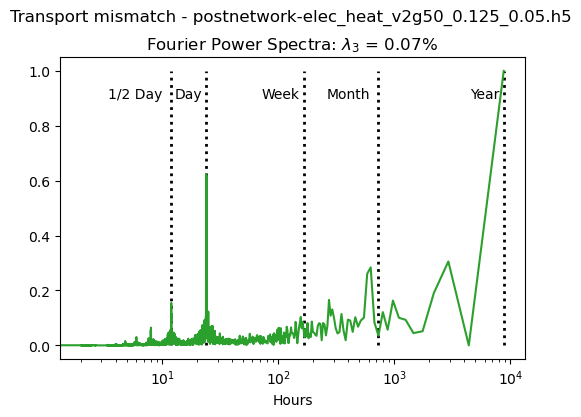 Transport mismatch - postnetwork-elec_heat_v2g50_0.125_0.05.h5
Fourier Power Spectra: λ₃ = 0.07%
1/2 Day Day Week Month Year
1.0
0.8
0.6
0.4
0.2
0.0
10¹ 10² 10³ 10⁴
Hours